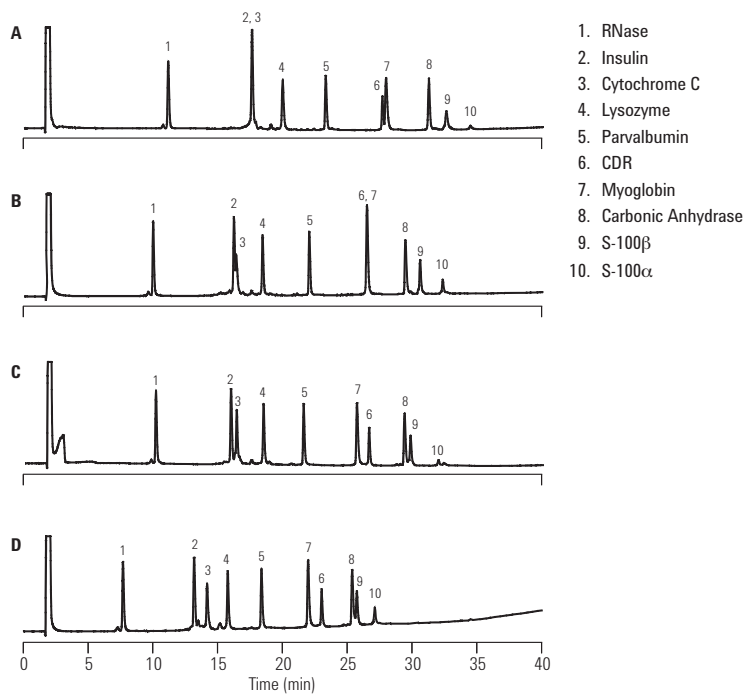 A
1
2, 3
4
5
6
7
8
9
10
B
1
2
3
4
5
6, 7
8
9
10
C
1
2
3
4
5
7
6
8
9
10
D
1
2
3
4
5
7
6
8
9
10
0 5 10 15 20 25 30 35 40
Time (min)
1. RNase
2. Insulin
3. Cytochrome C
4. Lysozyme
5. Parvalbumin
6. CDR
7. Myoglobin
8. Carbonic Anhydrase
9. S-100β
10. S-100α